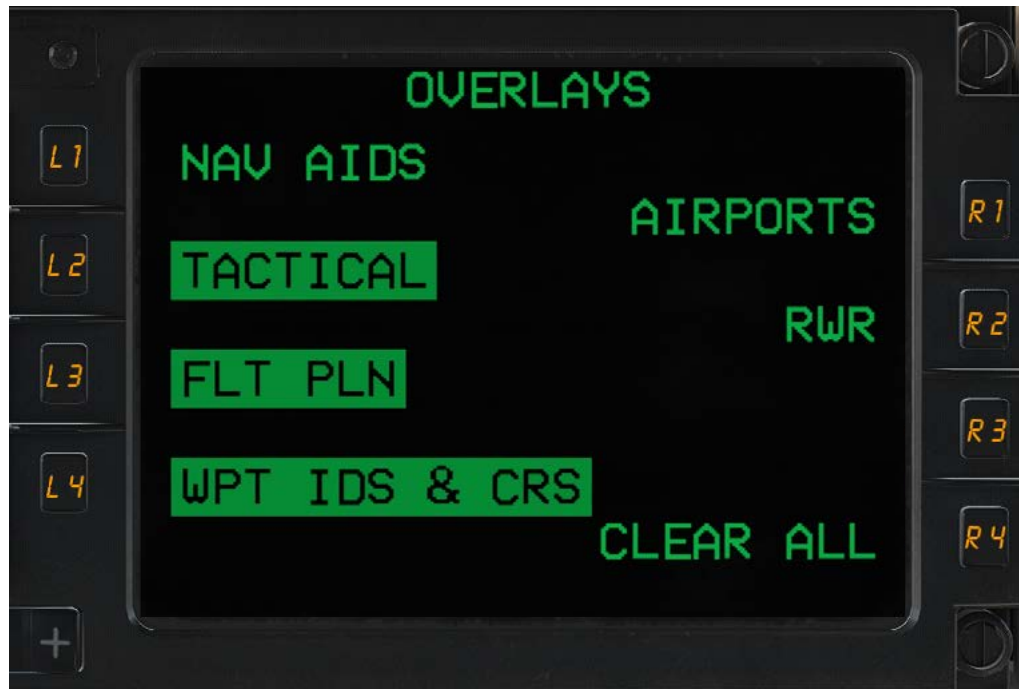 OVERLAYS
L1
NAV AIDS
AIRPORTS
R1
L2
TACTICAL
RWR
R2
L3
FLT PLN
R3
L4
WPT IDS & CRS
CLEAR ALL
R4
+